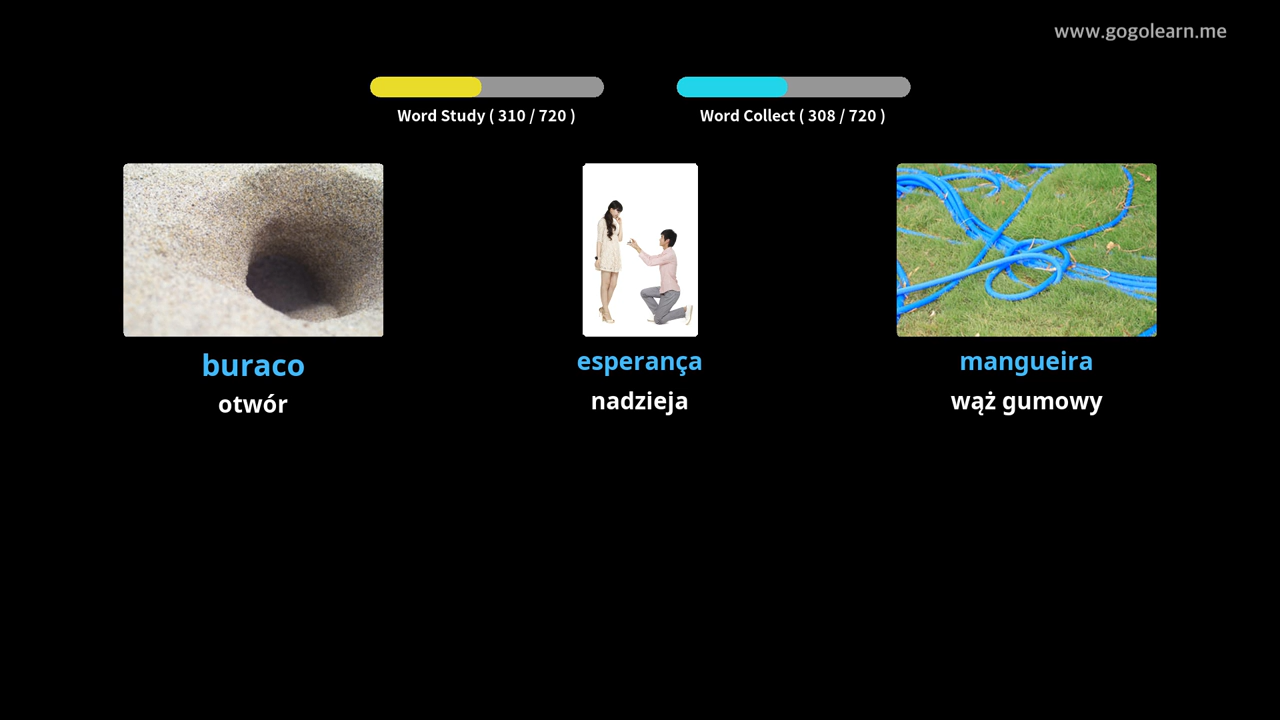 www.gogolearn.me
Word Study ( 310 / 720 )
Word Collect ( 308 / 720 )
buraco
otwór
esperança
nadzieja
mangueira
wąż gumowy